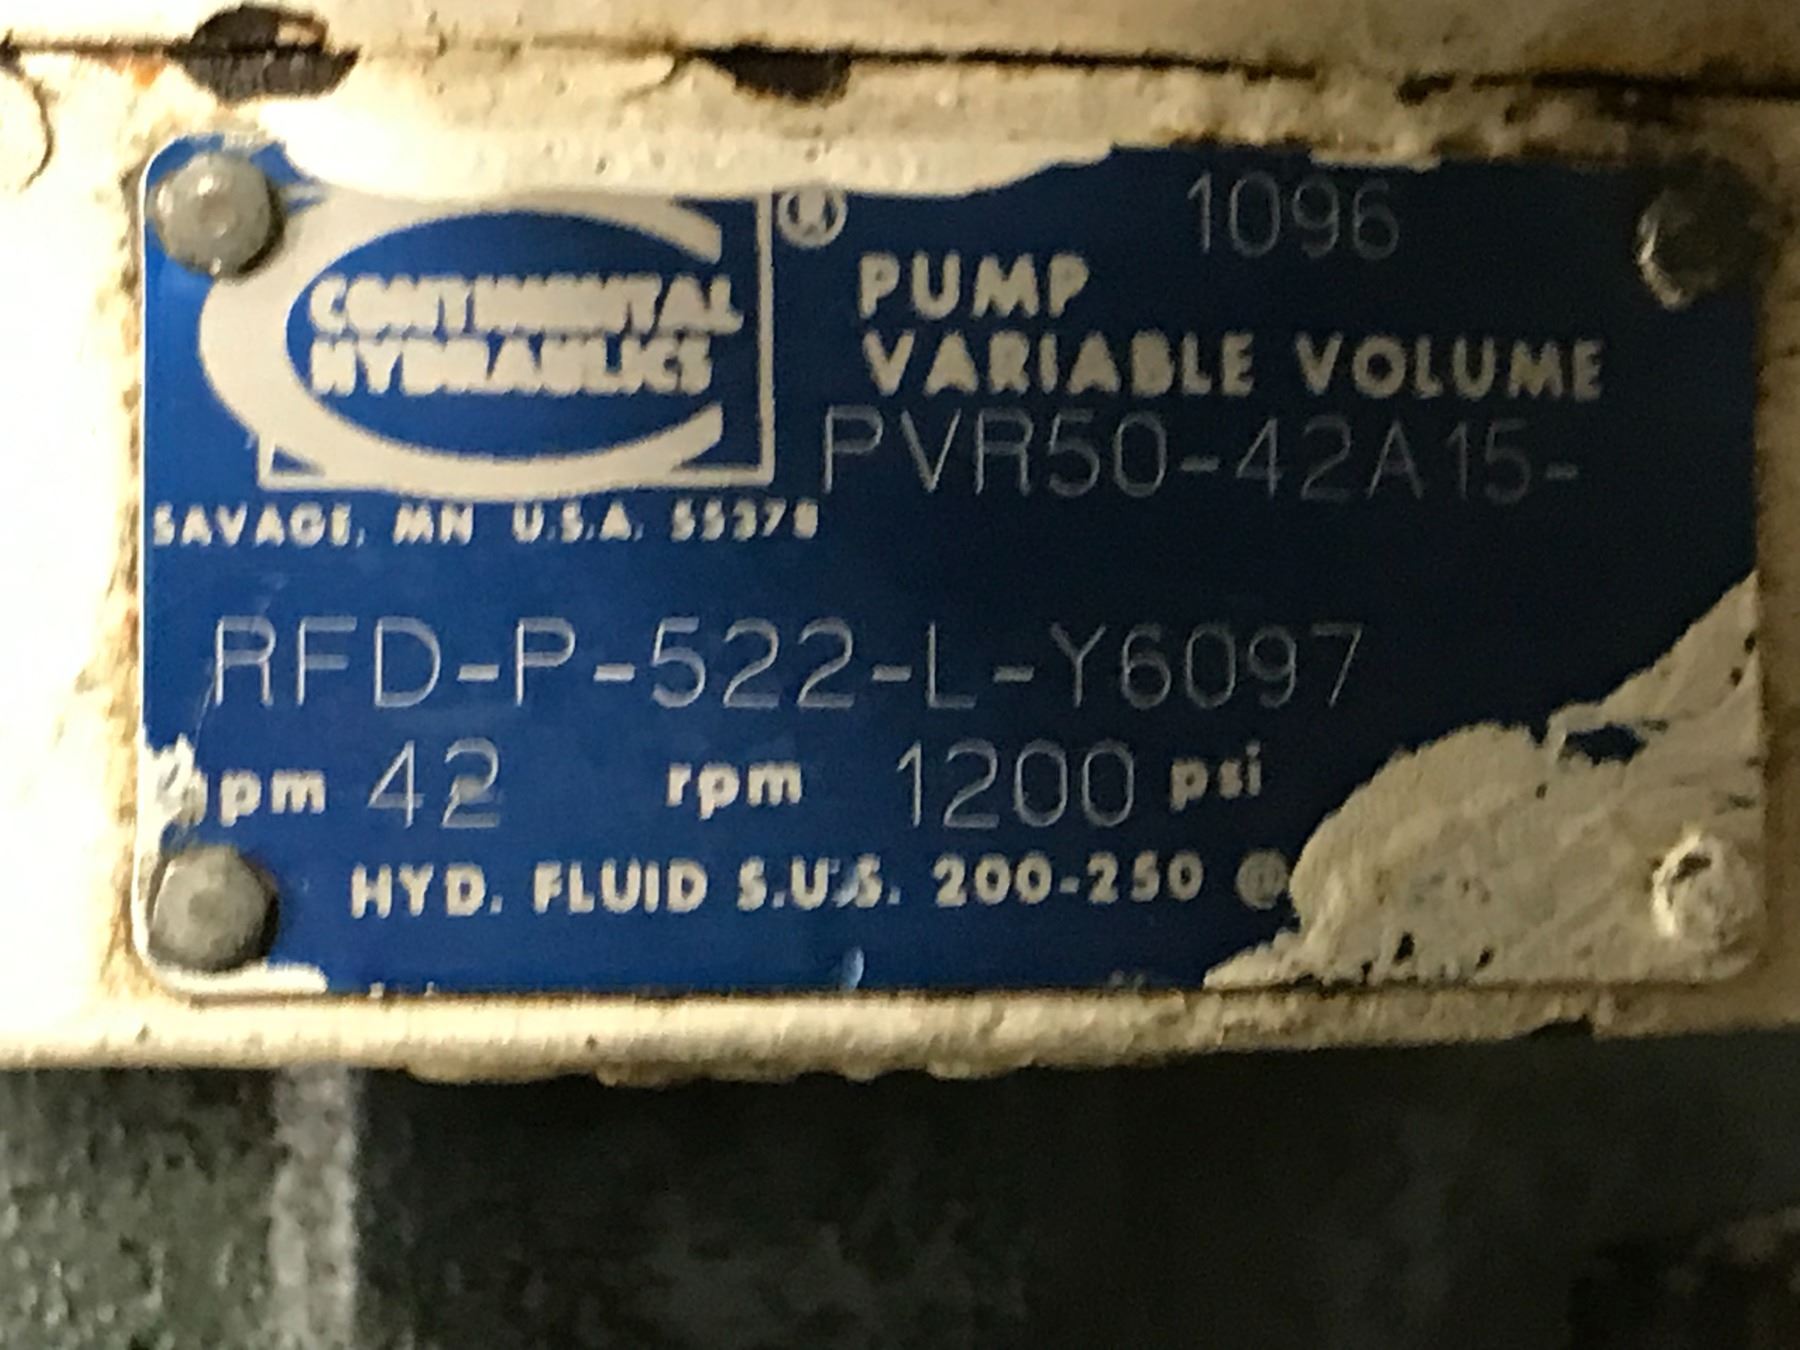 1096
CONTINENTAL
HYDRAULICS
®
PUMP
VARIABLE VOLUME
PVR50-42A15-
SAVAGE, MN U.S.A. 55378
RFD-P-522-L-Y6097
gpm 42 rpm 1200 psi
HYD. FLUID S.U.S. 200-250 @